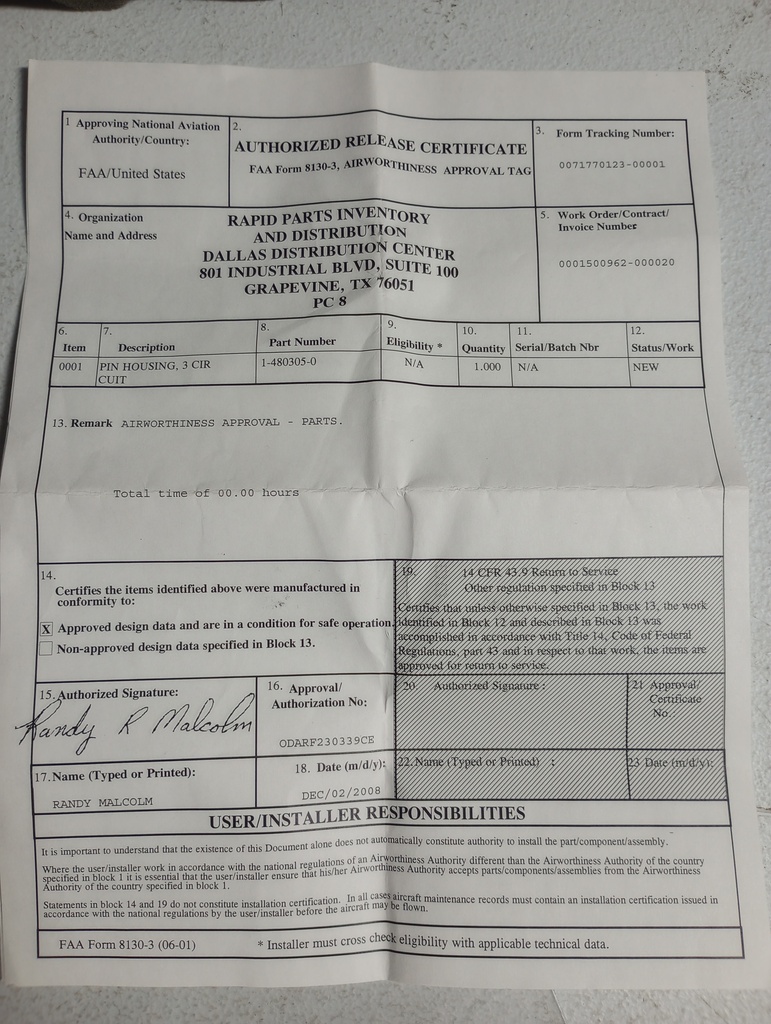 1 Approving National Aviation
Authority/Country:
FAA/United States
2.
AUTHORIZED RELEASE CERTIFICATE
FAA Form 8130-3, AIRWORTHINESS APPROVAL TAG
3. Form Tracking Number:
0071770123-00001
4. Organization
Name and Address
RAPID PARTS INVENTORY
AND DISTRIBUTION
DALLAS DISTRIBUTION CENTER
801 INDUSTRIAL BLVD, SUITE 100
GRAPEVINE, TX 76051
PC 8
5. Work Order/Contract/
Invoice Number
0001500962-000020
6. Item
7. Description
8. Part Number
9. Eligibility *
10. Quantity
11. Serial/Batch Nbr
12. Status/Work
0001 PIN HOUSING, 3 CIR 1-480305-0 N/A 1.000 N/A NEW
CUIT
13. Remark AIRWORTHINESS APPROVAL - PARTS.
Total time of 00.00 hours
14.
Certifies the items identified above were manufactured in
conformity to:
X Approved design data and are in a condition for safe operation.
Non-approved design data specified in Block 13.
19. 14 CFR 43.9 Return to Service
Other regulation specified in Block 13
Certifies that unless otherwise specified in Block 13, the work
identified in Block 12 and described in Block 13 was
accomplished in accordance with Title 14, Code of Federal
Regulations, part 43 and in respect to that work, the items are
approved for return to service.
15. Authorized Signature:
Randy R Malcolm
16. Approval/
Authorization No:
ODARF230339CE
20. Authorized Signature :
21 Approval/
Certificate
No.
17. Name (Typed or Printed):
RANDY MALCOLM
18. Date (m/d/y):
DEC/02/2008
22. Name (Typed or Printed) :
23 Date (m/d/y):
USER/INSTALLER RESPONSIBILITIES
It is important to understand that the existence of this Document alone does not automatically constitute authority to install the part/component/assembly.
Where the user/installer work in accordance with the national regulations of an Airworthiness Authority different than the Airworthiness Authority of the country
specified in block 1 it is essential that the user/installer ensure that his/her Airworthiness Authority accepts parts/components/assemblies from the Airworthiness
Authority of the country specified in block 1.
Statements in block 14 and 19 do not constitute installation certification. In all cases aircraft maintenance records must contain an installation certification issued in
accordance with the national regulations by the user/installer before the aircraft may be flown.
FAA Form 8130-3 (06-01) * Installer must cross check eligibility with applicable technical data.